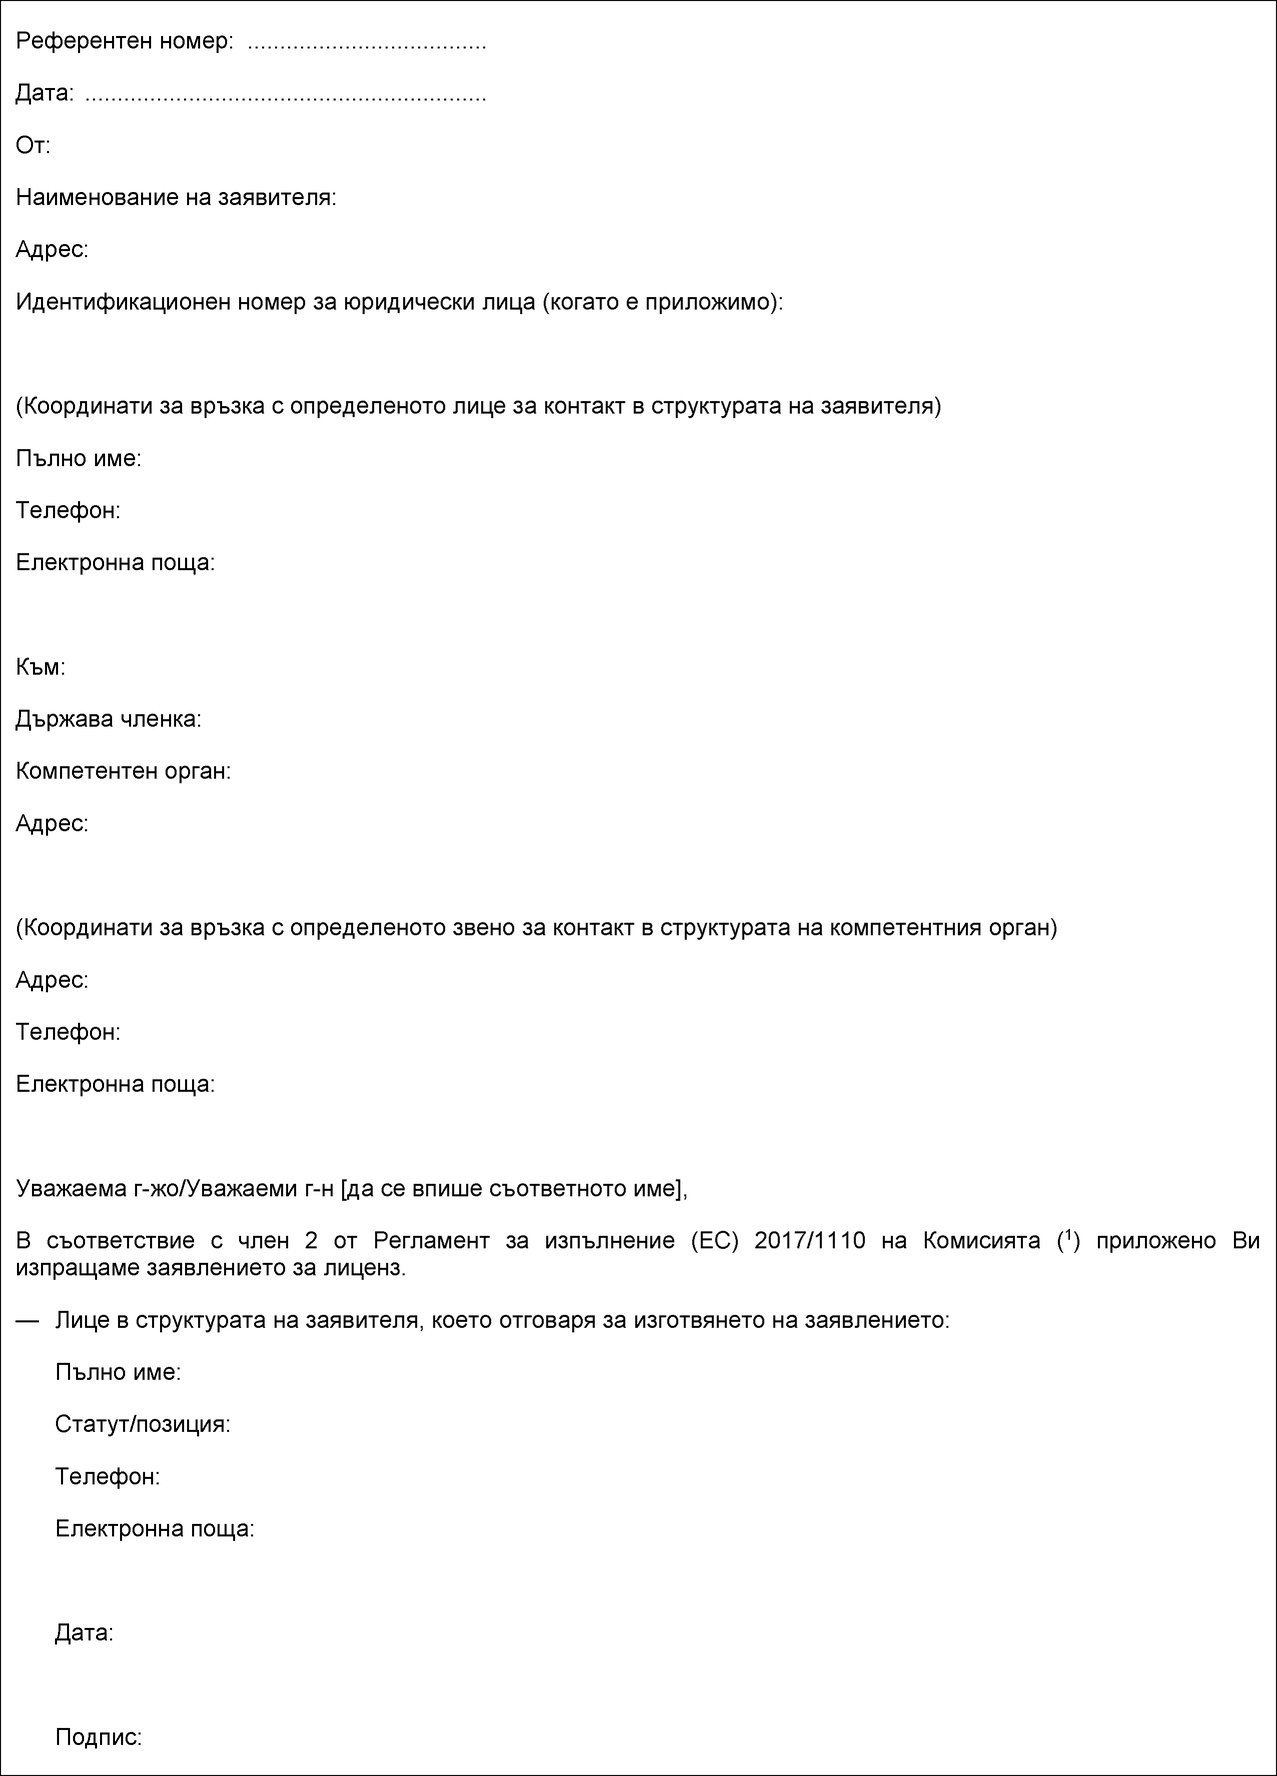 Референтен номер: .....................................
Дата: ..............................................................
От:
Наименование на заявителя:
Адрес:
Идентификационен номер за юридически лица (когато е приложимо):
(Координати за връзка с определеното лице за контакт в структурата на заявителя)
Пълно име:
Телефон:
Електронна поща:
Към:
Държава членка:
Компетентен орган:
Адрес:
(Координати за връзка с определеното звено за контакт в структурата на компетентния орган)
Адрес:
Телефон:
Електронна поща:
Уважаема г-жо/Уважаеми г-н [да се впише съответното име],
В съответствие с член 2 от Регламент за изпълнение (ЕС) 2017/1110 на Комисията (¹) приложено Ви
изпращаме заявлението за лиценз.
— Лице в структурата на заявителя, което отговаря за изготвянето на заявлението:
Пълно име:
Статут/позиция:
Телефон:
Електронна поща:
Дата:
Подпис: